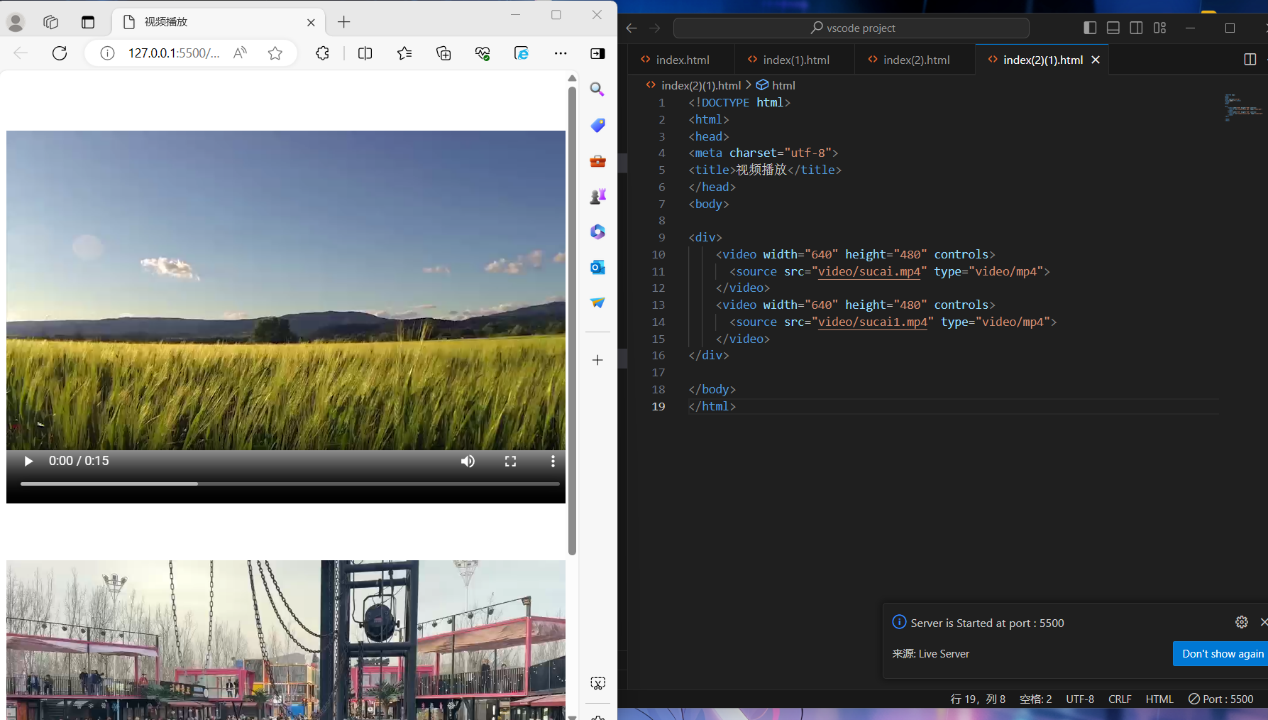 视频播放
127.0.0.1:5500/...
0:00 / 0:15
vscode project
index.html
index(1).html
index(2).html
index(2)(1).html
index(2)(1).html > html
1 <!DOCTYPE html>
2 <html>
3 <head>
4 <meta charset="utf-8">
5 <title>视频播放</title>
6 </head>
7 <body>
8
9 <div>
10 <video width="640" height="480" controls>
11 <source src="video/sucai.mp4" type="video/mp4">
12 </video>
13 <video width="640" height="480" controls>
14 <source src="video/sucai1.mp4" type="video/mp4">
15 </video>
16 </div>
17
18 </body>
19 </html>
Server is Started at port : 5500
来源: Live Server
Don't show again
行 19，列 8 空格: 2 UTF-8 CRLF HTML Port : 5500